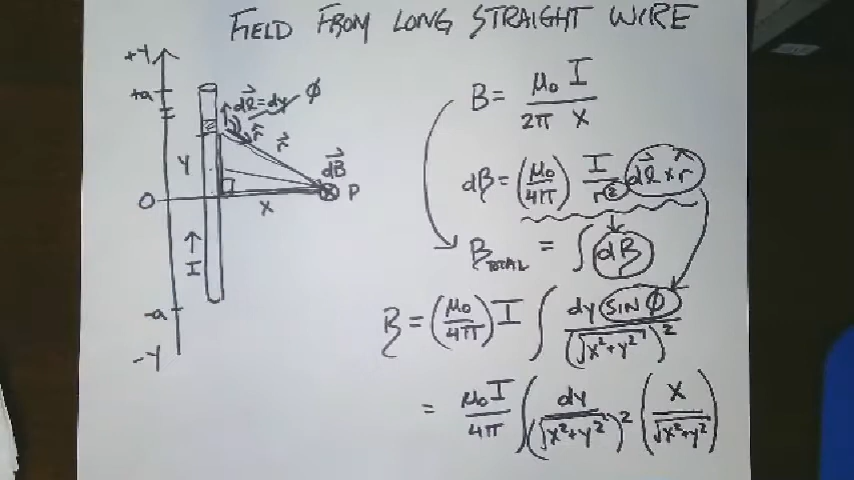 FIELD FROM LONG STRAIGHT WIRE
+Y
+a
dℓ⃗=dy ϕ
r̂ r⃗
Y
dB⃗
O
X
P
I
-a
-Y
B = μ₀ I / 2π x
dB = (μ₀/4π) I/r² dℓ⃗ × r̂
B TOTAL = ∫ dB
B = (μ₀/4π) I ∫ dy SIN ϕ / (√x²+y²)²
= μ₀I/4π ∫ dy/(√x²+y²)² (x/√x²+y²)